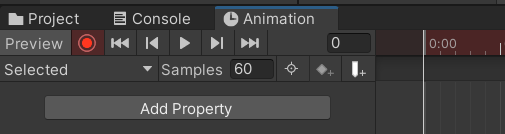 Project Console Animation
Preview 0 0:00
Selected Samples 60
Add Property